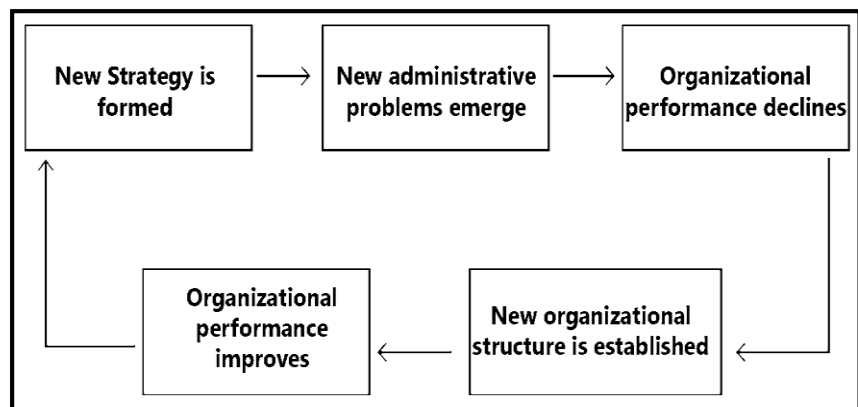 New Strategy is
formed
New administrative
problems emerge
Organizational
performance declines
Organizational
performance
improves
New organizational
structure is established